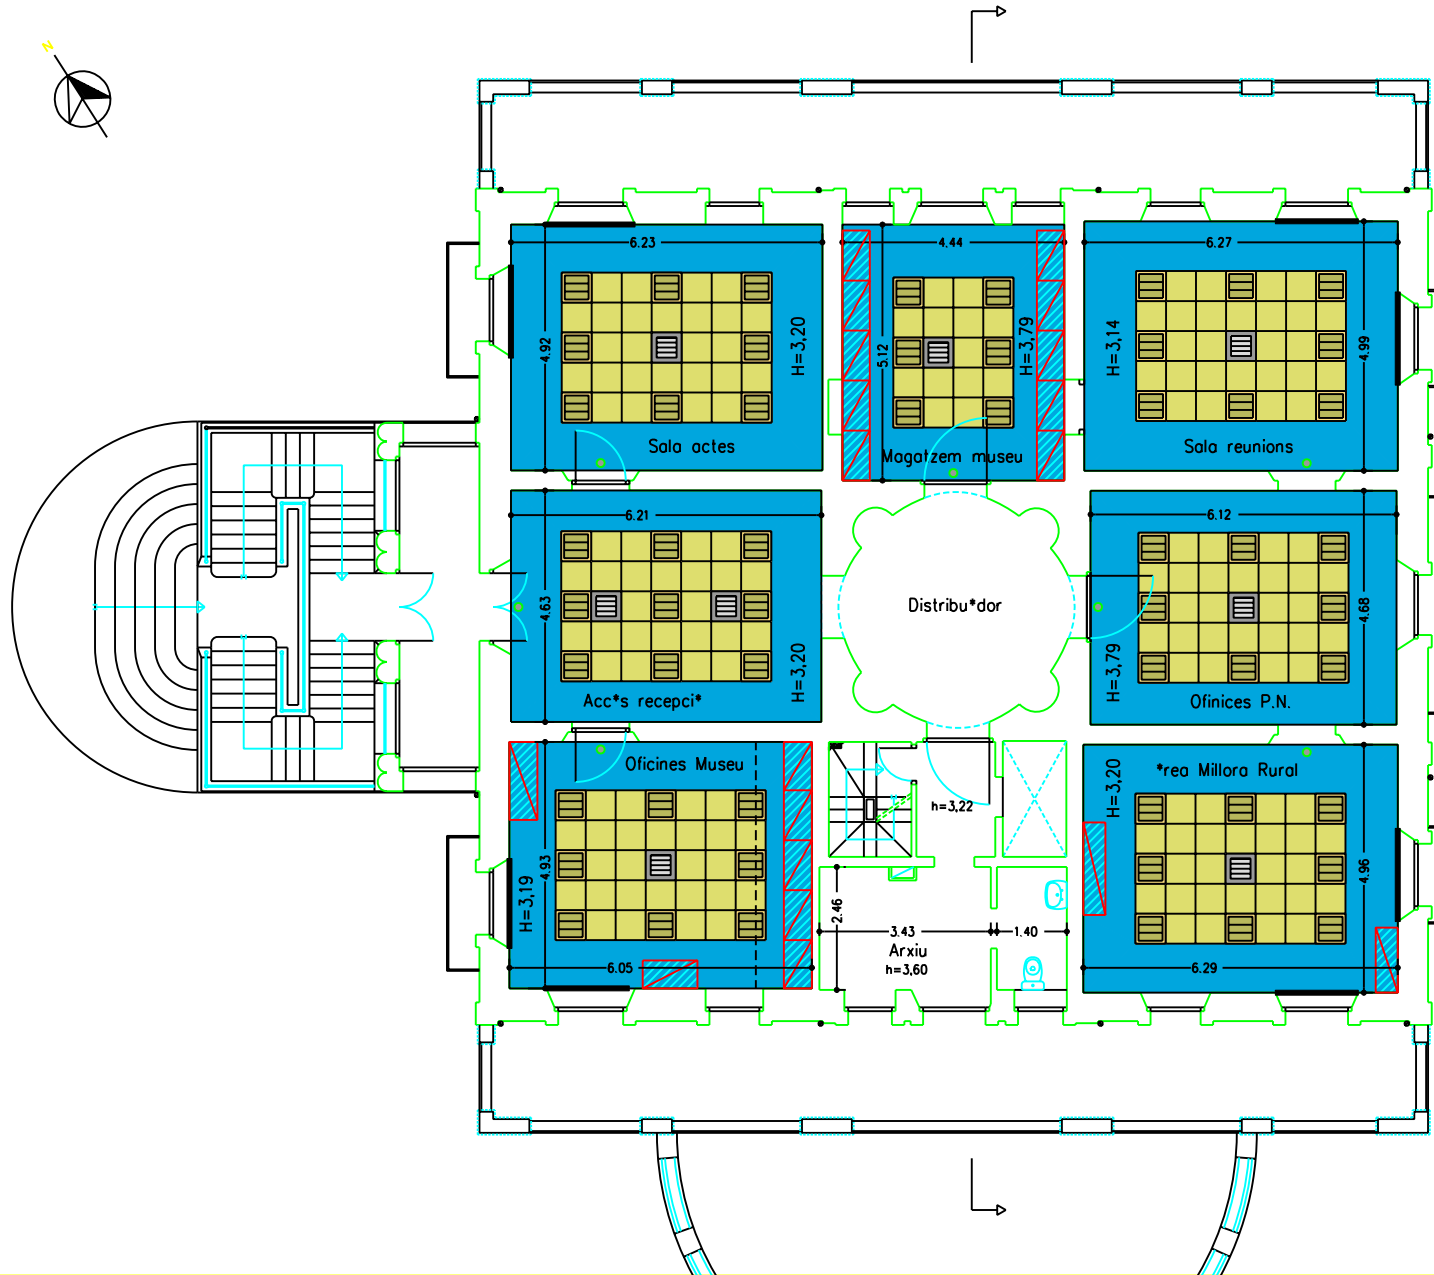 N
6.23
4.92
H=3,20
Sala actes
4.44
5.12
H=3,79
Magatzem museu
6.27
H=3,14
4.99
Sala reunions
6.21
4.63
H=3,20
Acc*s recepci*
Distribu*dor
6.12
4.68
H=3,79
Ofinices P.N.
Oficines Museu
4.93
H=3,19
6.05
h=3,22
2.46
3.43
1.40
Arxiu
h=3,60
H=3,20
*rea Millora Rural
4.96
6.29